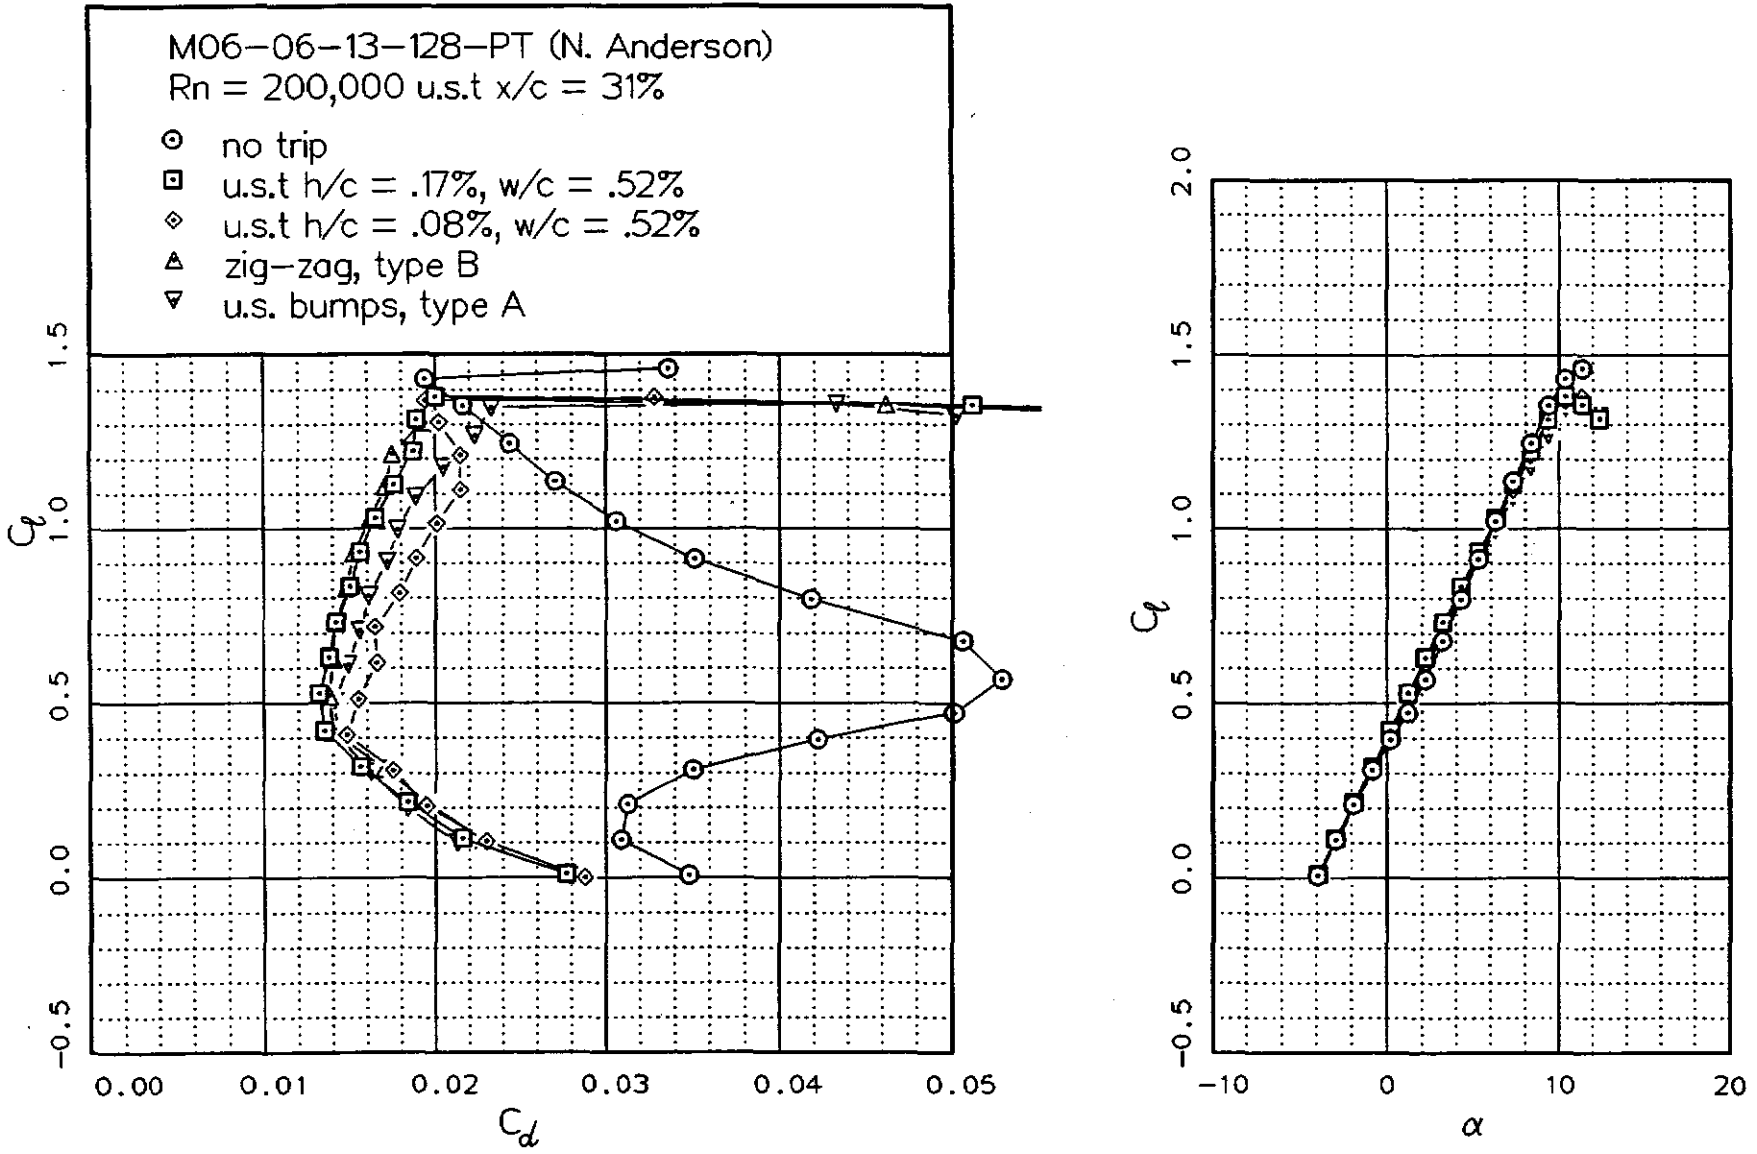 M06-06-13-128-PT (N. Anderson)
Rn = 200,000 u.s.t x/c = 31%
no trip
u.s.t h/c = .17%, w/c = .52%
u.s.t h/c = .08%, w/c = .52%
zig-zag, type B
u.s. bumps, type A
1.5
1.0
0.5
0.0
-0.5
Cℓ
0.00 0.01 0.02 0.03 0.04 0.05
Cd
2.0
1.5
1.0
0.5
0.0
-0.5
Cℓ
-10 0 10 20
α